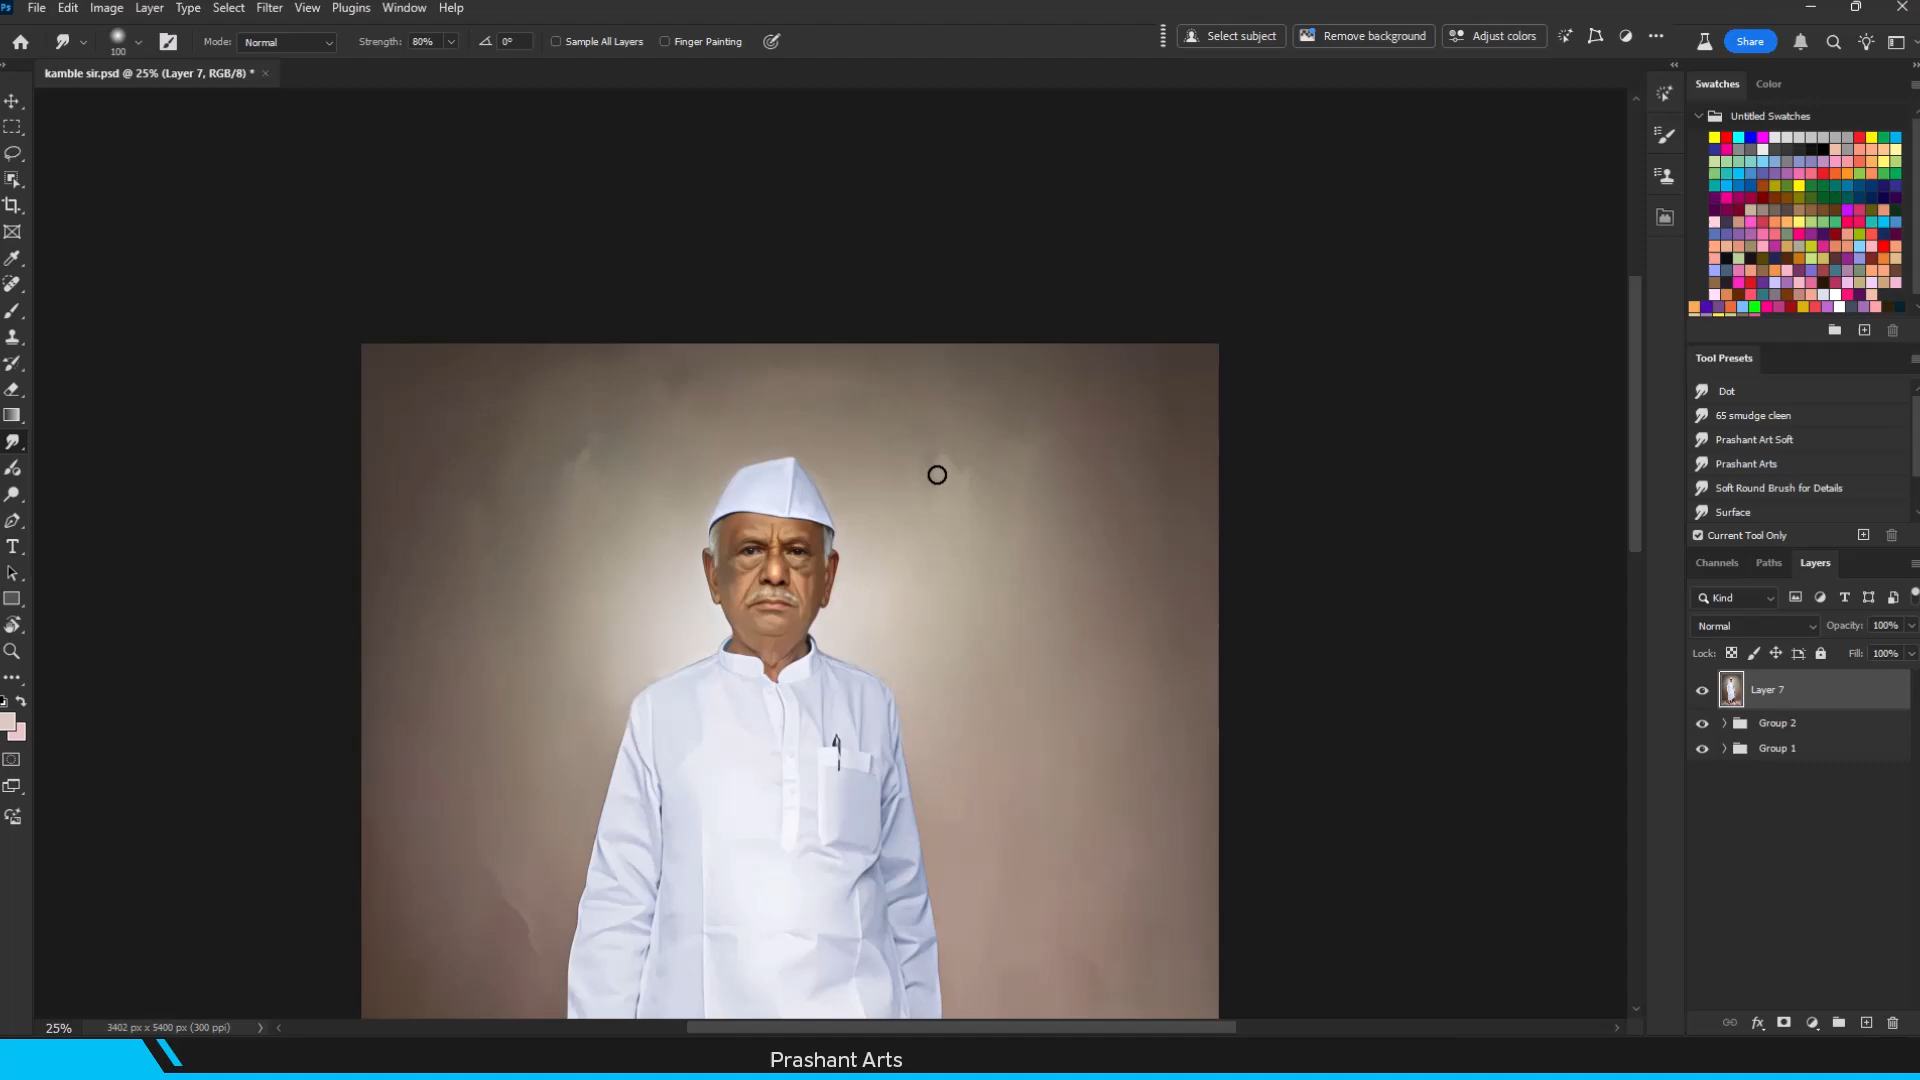 Ps File Edit Image Layer Type Select Filter View Plugins Window Help
100 Mode: Normal Strength: 80% 0° Sample All Layers Finger Painting Select subject Remove background Adjust colors Share
kamble sir.psd @ 25% (Layer 7, RGB/8) *
Swatches Color
Untitled Swatches
Tool Presets
Dot
65 smudge cleen
Prashant Art Soft
Prashant Arts
Soft Round Brush for Details
Surface
Current Tool Only
Channels Paths Layers
Kind
Normal Opacity: 100%
Lock: Fill: 100%
Layer 7
Group 2
Group 1
25% 3402 px x 5400 px (300 ppi)
Prashant Arts